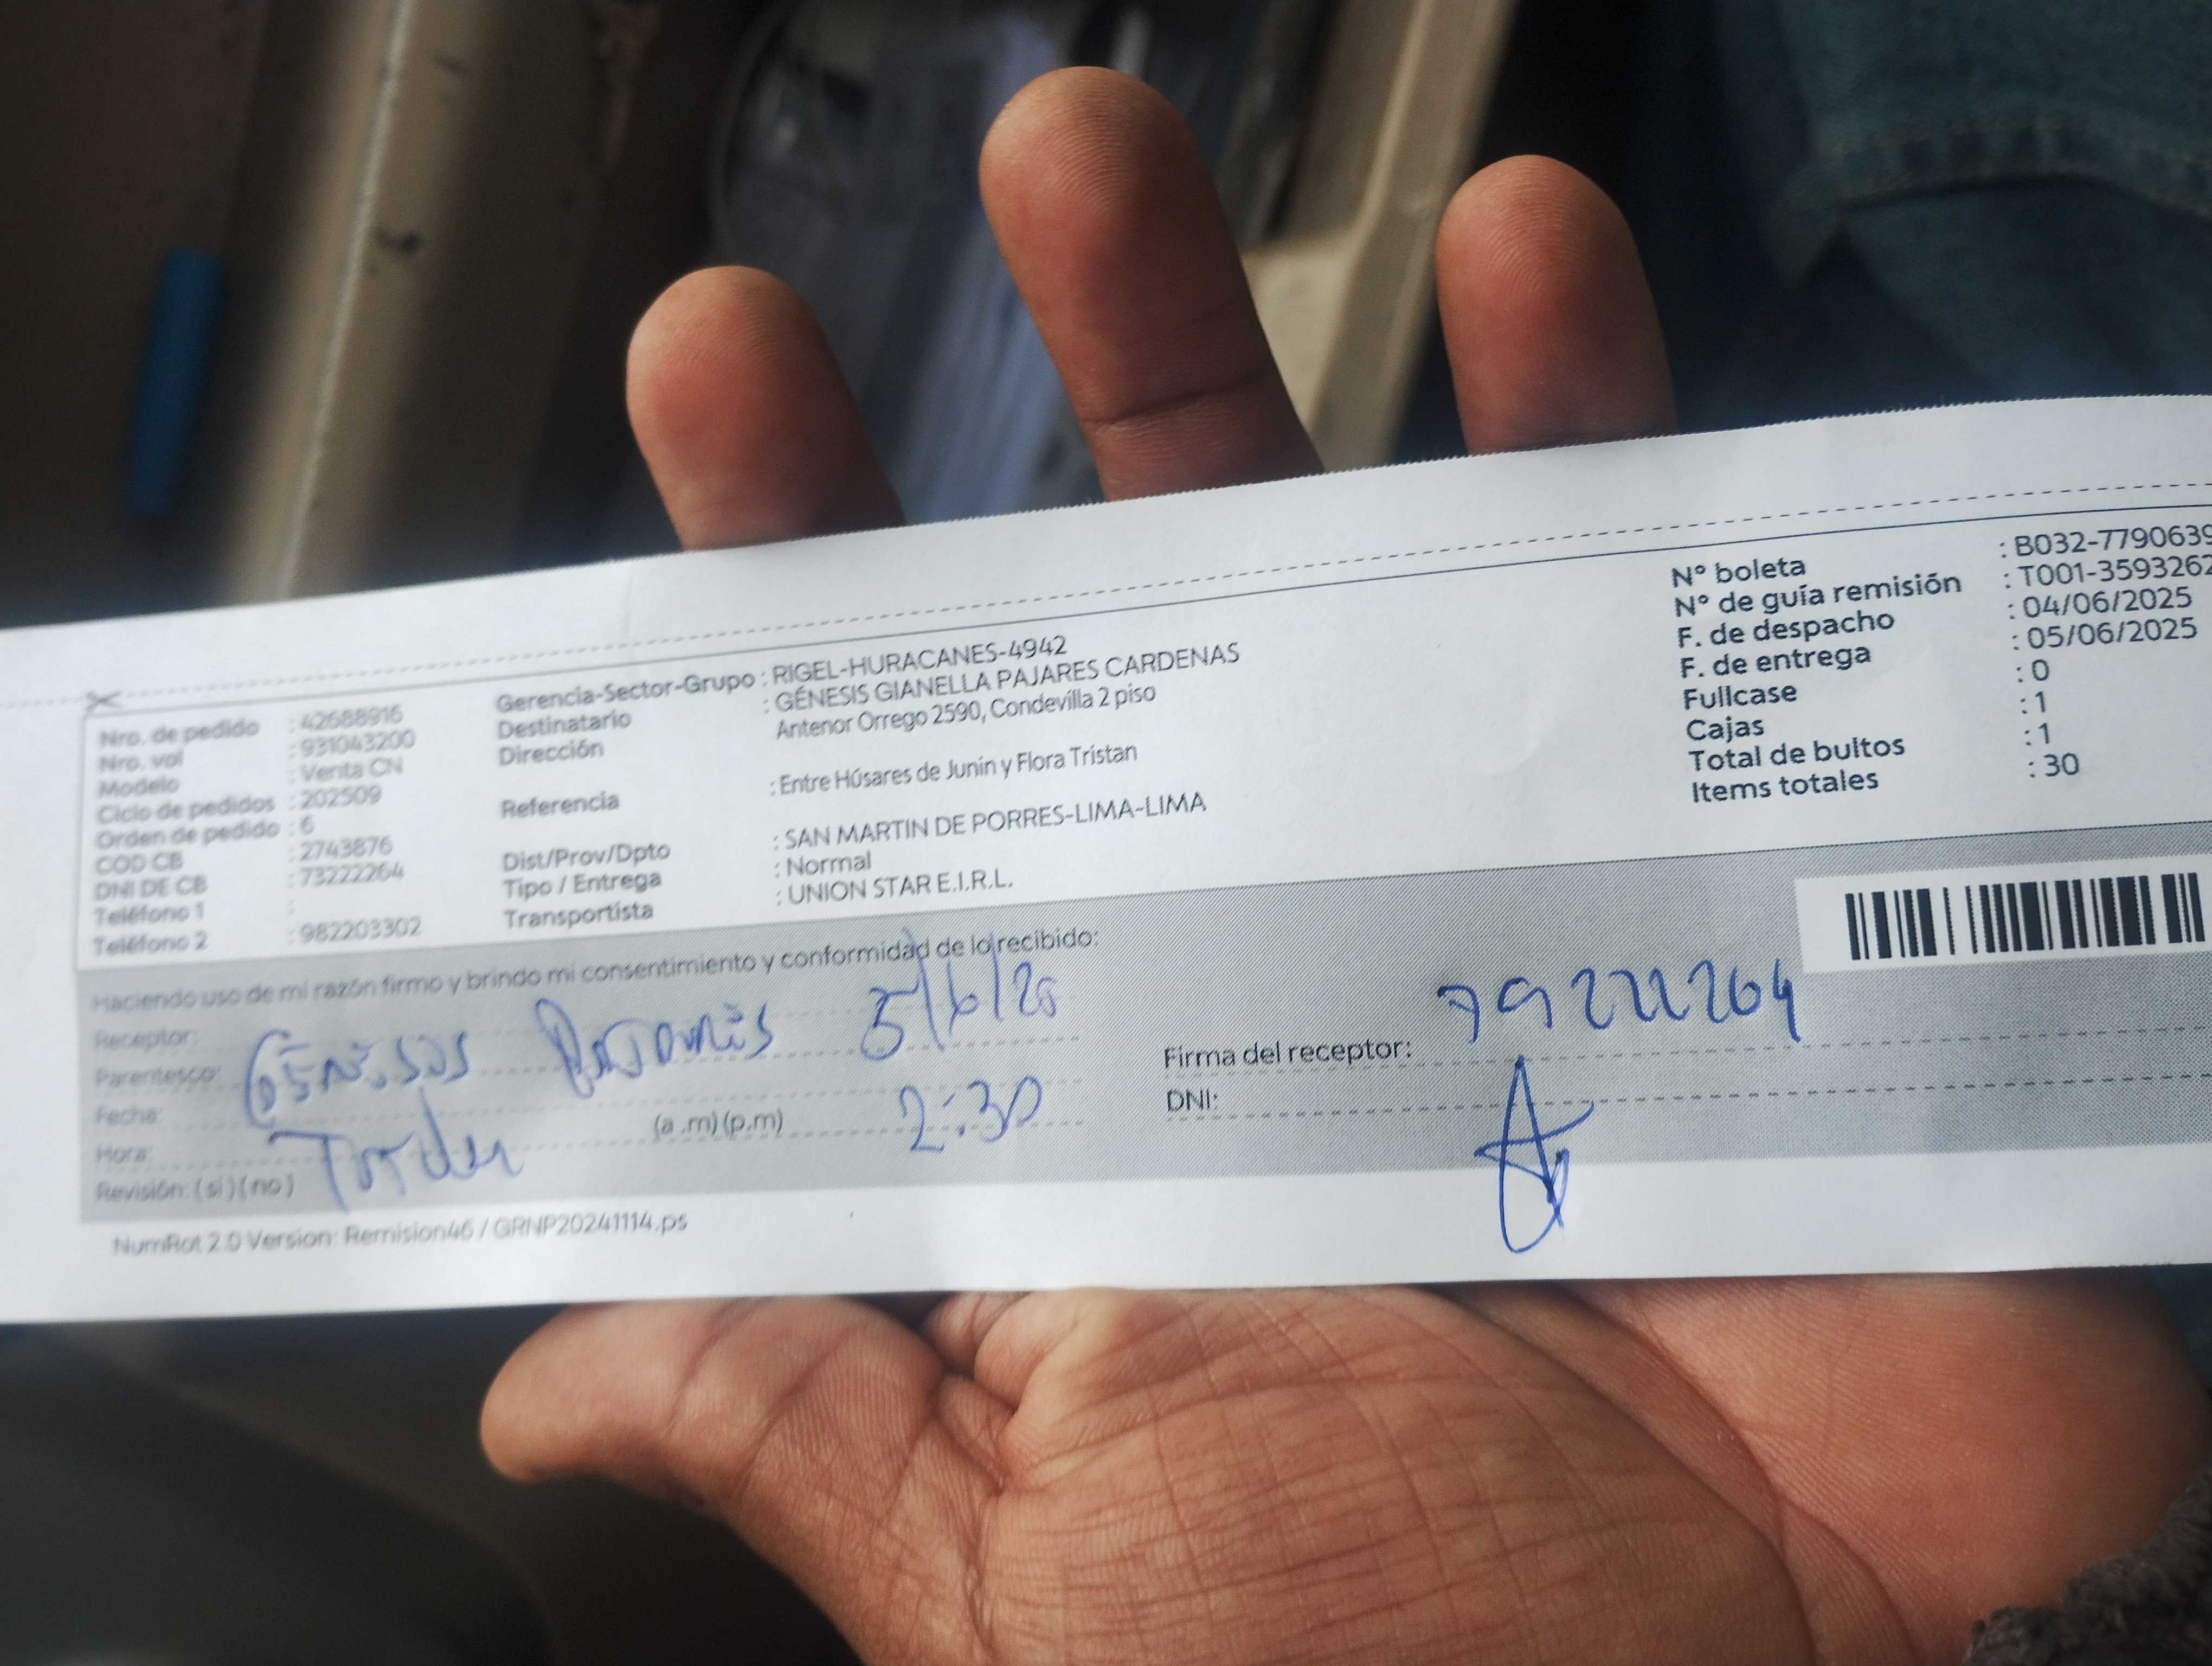 Nro. de pedido : 42688916
Nro. vol : 931043200
Modelo : Venta CN
Ciclo de pedidos : 202509
Orden de pedido : 6
COD CB : 2743876
DNI DE CB : 73222264
Teléfono 1 :
Teléfono 2 : 982203302
Gerencia-Sector-Grupo : RIGEL-HURACANES-4942
Destinatario : GÉNESIS GIANELLA PAJARES CARDENAS
Dirección Antenor Orrego 2590, Condevilla 2 piso
Referencia : Entre Húsares de Junin y Flora Tristan
Dist/Prov/Dpto : SAN MARTIN DE PORRES-LIMA-LIMA
Tipo / Entrega : Normal
Transportista : UNION STAR E.I.R.L.
N° boleta : B032-7790639
N° de guía remisión : T001-3593262
F. de despacho : 04/06/2025
F. de entrega : 05/06/2025
Fullcase : 0
Cajas : 1
Total de bultos : 1
Items totales : 30
Haciendo uso de mi razón firmo y brindo mi consentimiento y conformidad de lo recibido:
Receptor:
Parentesco:
Fecha:
Hora: (a .m) (p.m) 2:30
Revisión: (si) (no)
Firma del receptor:
DNI:
NumRot 2.0 Version: Remision46 / GRNP20241114.ps